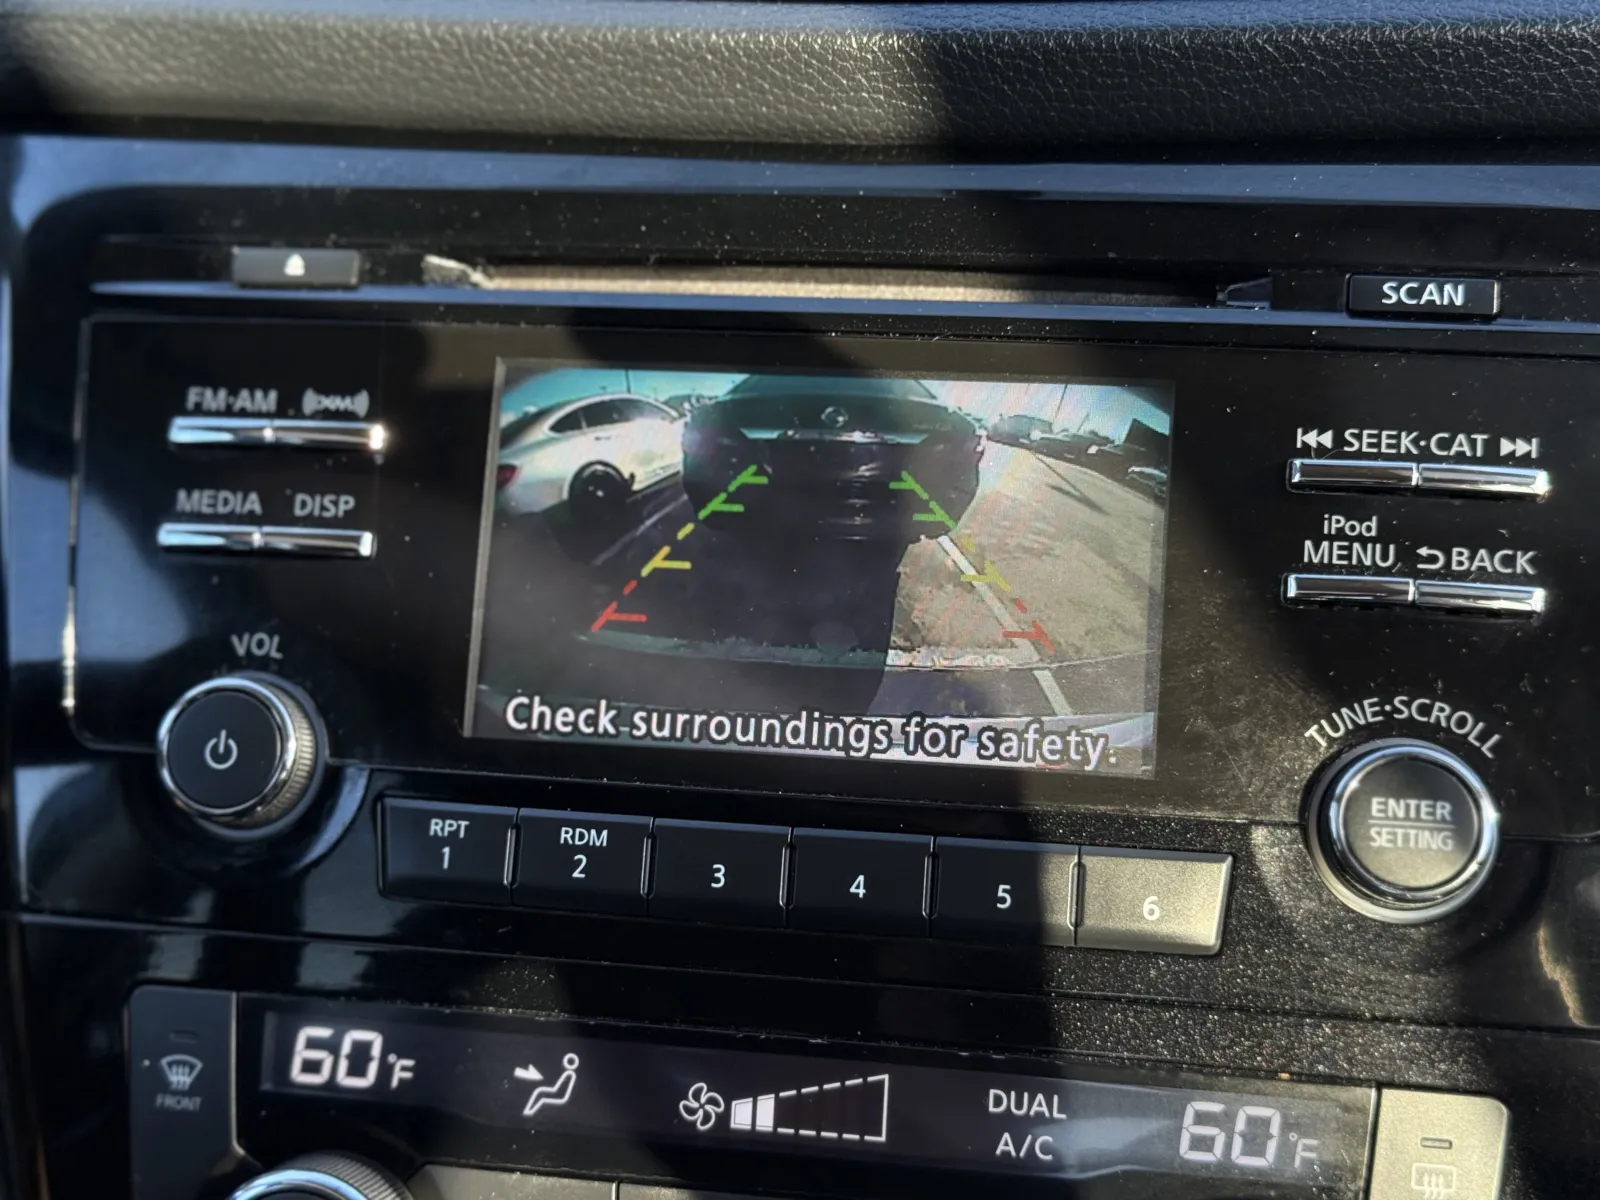 SCAN
FM·AM (((XM)))
SEEK·CAT
MEDIA DISP
iPod
MENU BACK
VOL
TUNE·SCROLL
Check surroundings for safety.
ENTER
SETTING
RPT
1
RDM
2
3
4
5
6
60°F
FRONT
DUAL
A/C
60°F